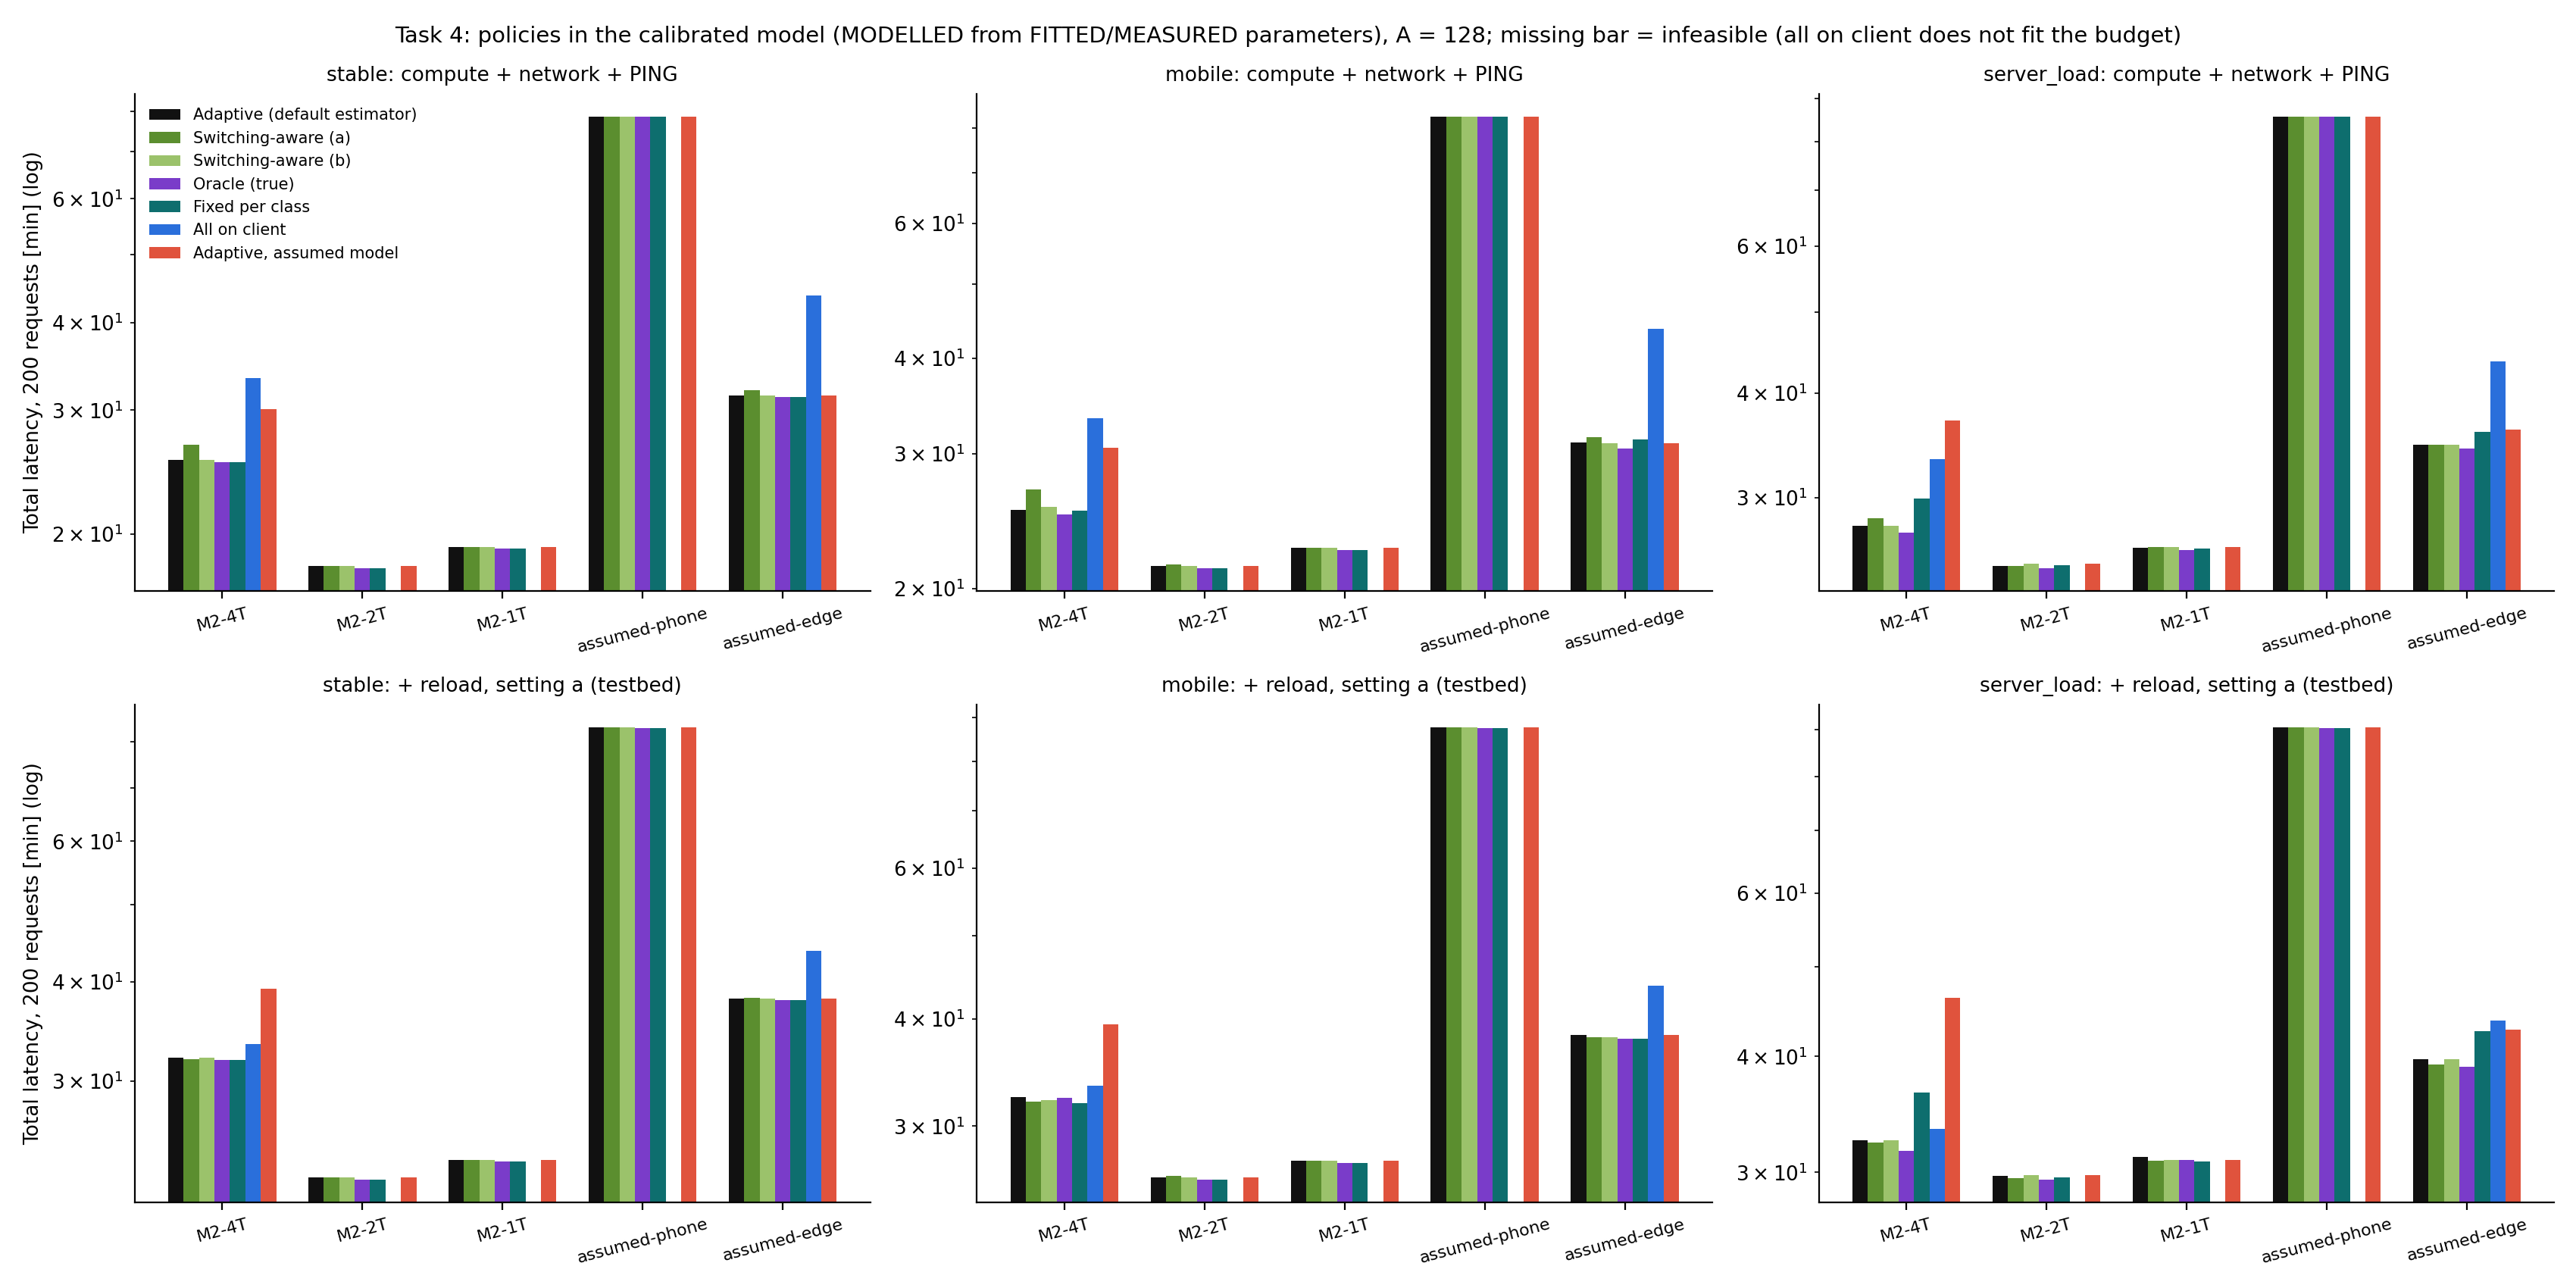 Task 4: policies in the calibrated model (MODELLED from FITTED/MEASURED parameters), A = 128; missing bar = infeasible (all on client does not fit the budget)
stable: compute + network + PING
Total latency, 200 requests [min] (log)
6 × 10¹
4 × 10¹
3 × 10¹
2 × 10¹
Adaptive (default estimator)
Switching-aware (a)
Switching-aware (b)
Oracle (true)
Fixed per class
All on client
Adaptive, assumed model
M2-4T
M2-2T
M2-1T
assumed-phone
assumed-edge
mobile: compute + network + PING
6 × 10¹
4 × 10¹
3 × 10¹
2 × 10¹
M2-4T
M2-2T
M2-1T
assumed-phone
assumed-edge
server_load: compute + network + PING
6 × 10¹
4 × 10¹
3 × 10¹
M2-4T
M2-2T
M2-1T
assumed-phone
assumed-edge
stable: + reload, setting a (testbed)
Total latency, 200 requests [min] (log)
6 × 10¹
4 × 10¹
3 × 10¹
M2-4T
M2-2T
M2-1T
assumed-phone
assumed-edge
mobile: + reload, setting a (testbed)
6 × 10¹
4 × 10¹
3 × 10¹
M2-4T
M2-2T
M2-1T
assumed-phone
assumed-edge
server_load: + reload, setting a (testbed)
6 × 10¹
4 × 10¹
3 × 10¹
M2-4T
M2-2T
M2-1T
assumed-phone
assumed-edge